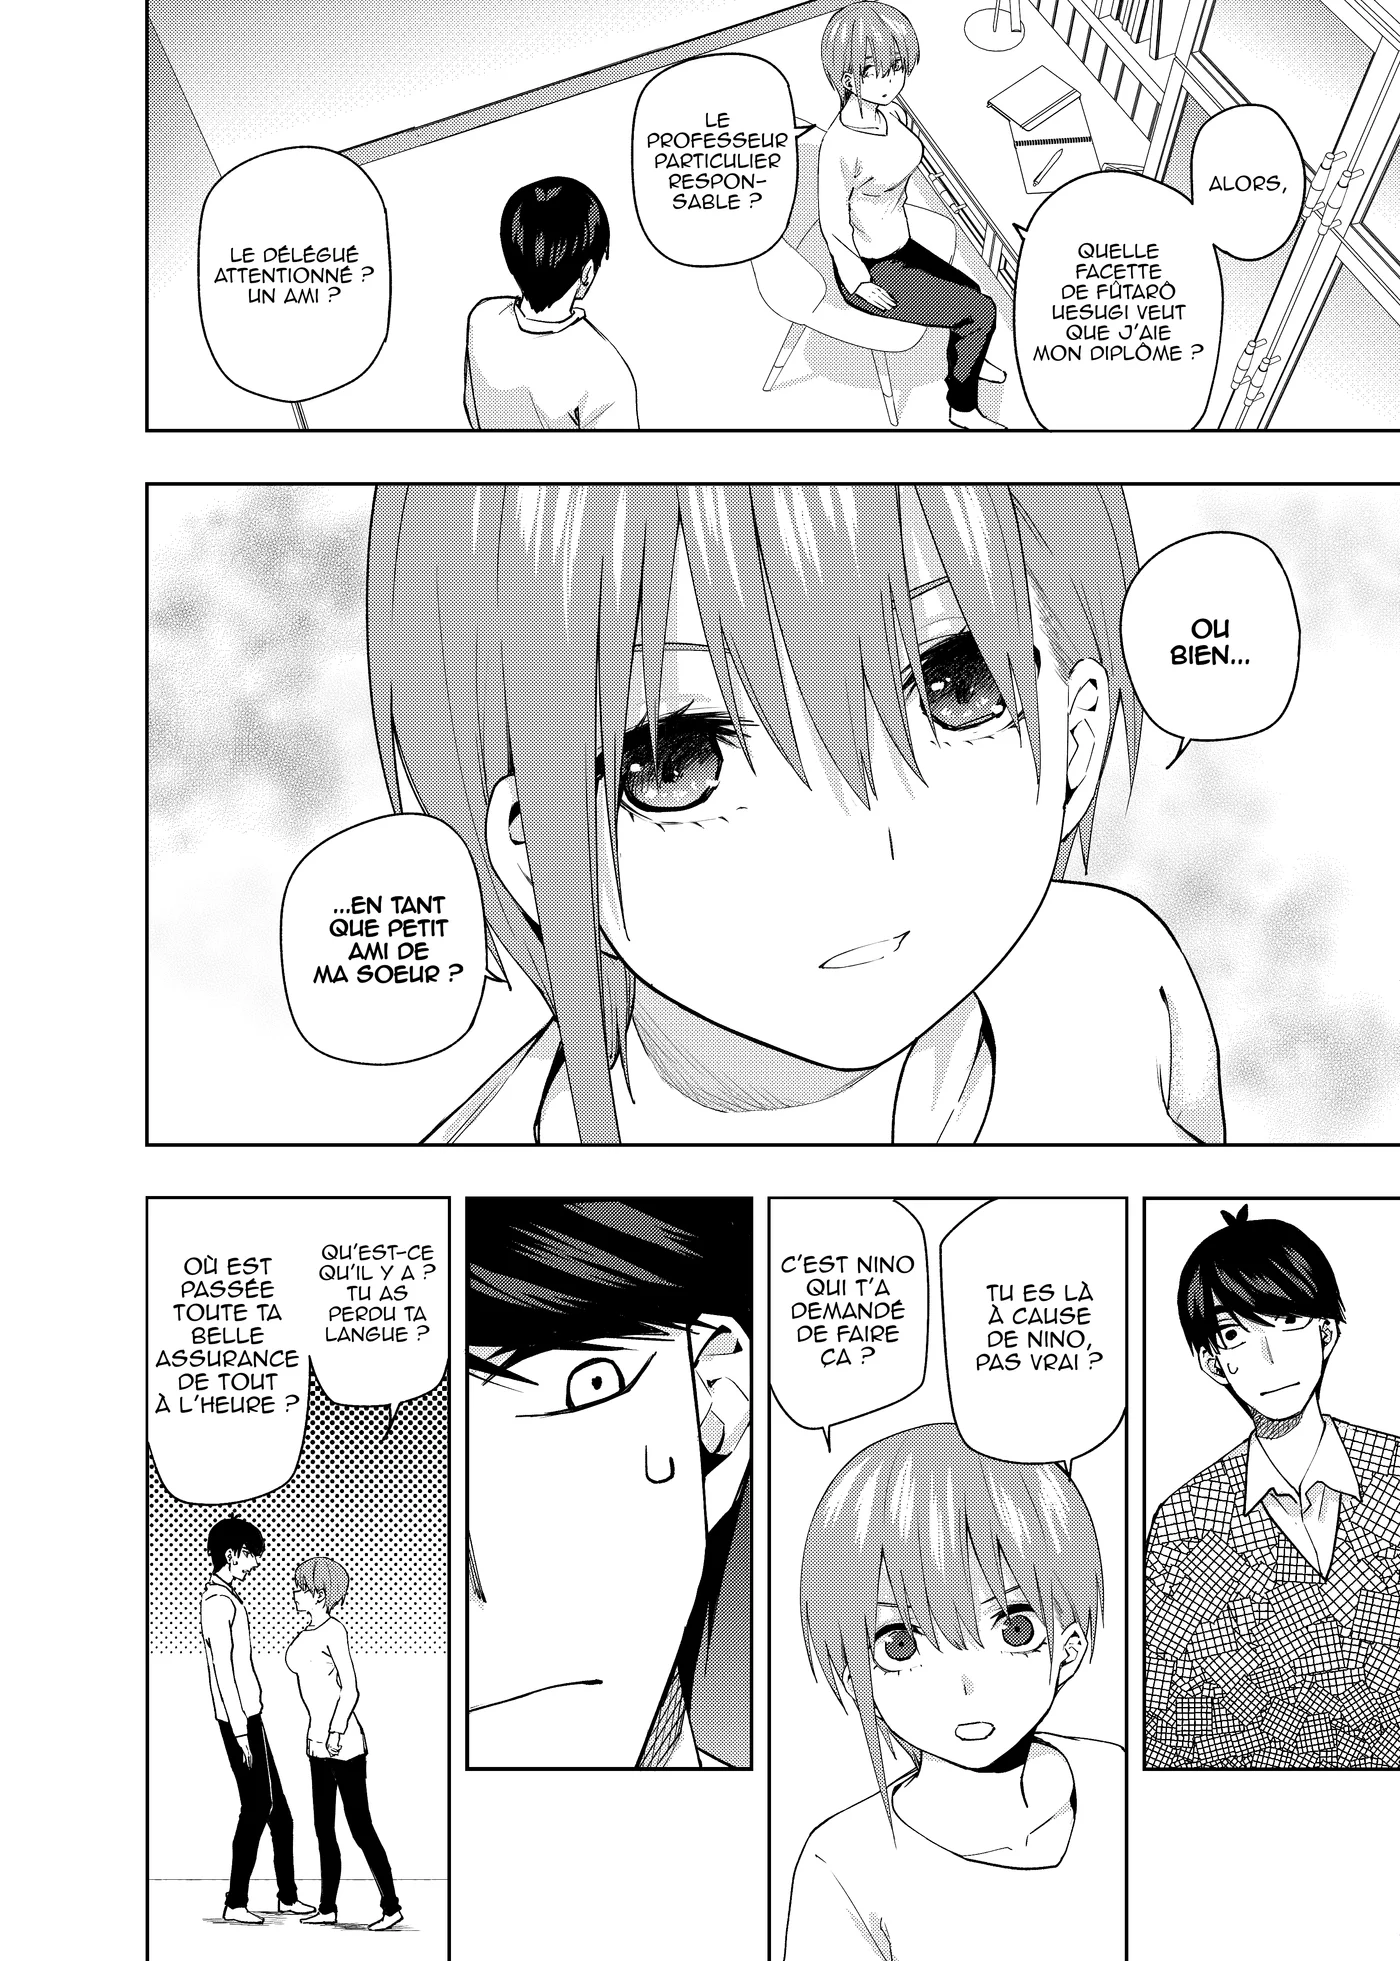 ALORS,
QUELLE
FACETTE
DE FÛTARÔ
UESUGI VEUT
QUE J'AIE
MON DIPLÔME ?
LE
PROFESSEUR
PARTICULIER
RESPON-
SABLE ?
LE DÉLÉGUÉ
ATTENTIONNÉ ?
UN AMI ?
OU
BIEN...
...EN TANT
QUE PETIT
AMI DE
MA SOEUR ?
TU ES LÀ
À CAUSE
DE NINO,
PAS VRAI ?
C'EST NINO
QUI T'A
DEMANDÉ
DE FAIRE
ÇA ?
QU'EST-CE
QU'IL Y A ?
TU AS
PERDU TA
LANGUE ?
OÙ EST
PASSÉE
TOUTE TA
BELLE
ASSURANCE
DE TOUT
À L'HEURE ?